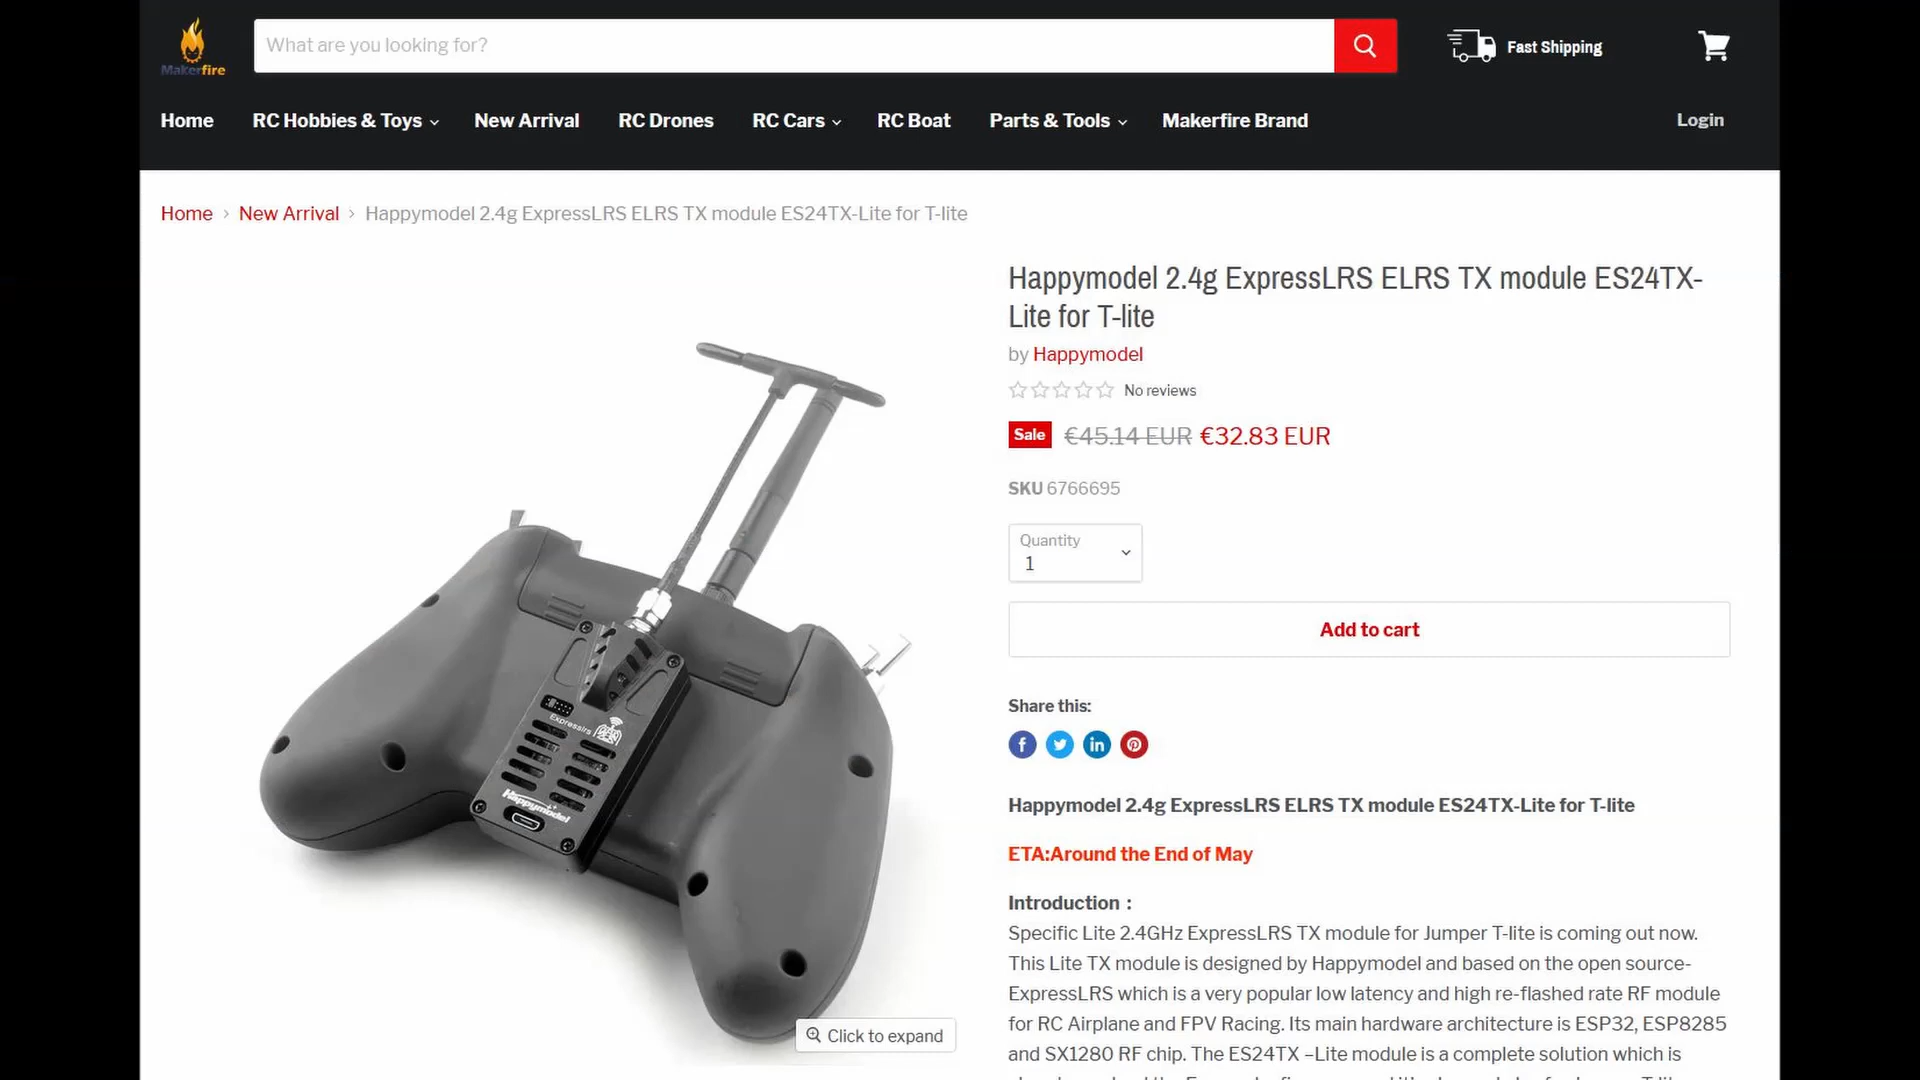 Makerfire
What are you looking for?
Fast Shipping
Home RC Hobbies & Toys New Arrival RC Drones RC Cars RC Boat Parts & Tools Makerfire Brand Login
Home › New Arrival › Happymodel 2.4g ExpressLRS ELRS TX module ES24TX-Lite for T-lite
Happymodel 2.4g ExpressLRS ELRS TX module ES24TX-
Lite for T-lite
by Happymodel
No reviews
Sale €45.14 EUR €32.83 EUR
SKU 6766695
Quantity
1
Add to cart
Share this:
Happymodel 2.4g ExpressLRS ELRS TX module ES24TX-Lite for T-lite
ETA:Around the End of May
Introduction：
Specific Lite 2.4GHz ExpressLRS TX module for Jumper T-lite is coming out now.
This Lite TX module is designed by Happymodel and based on the open source-
ExpressLRS which is a very popular low latency and high re-flashed rate RF module
for RC Airplane and FPV Racing. Its main hardware architecture is ESP32, ESP8285
and SX1280 RF chip. The ES24TX –Lite module is a complete solution which is
Expresslrs
Happymodel
Click to expand